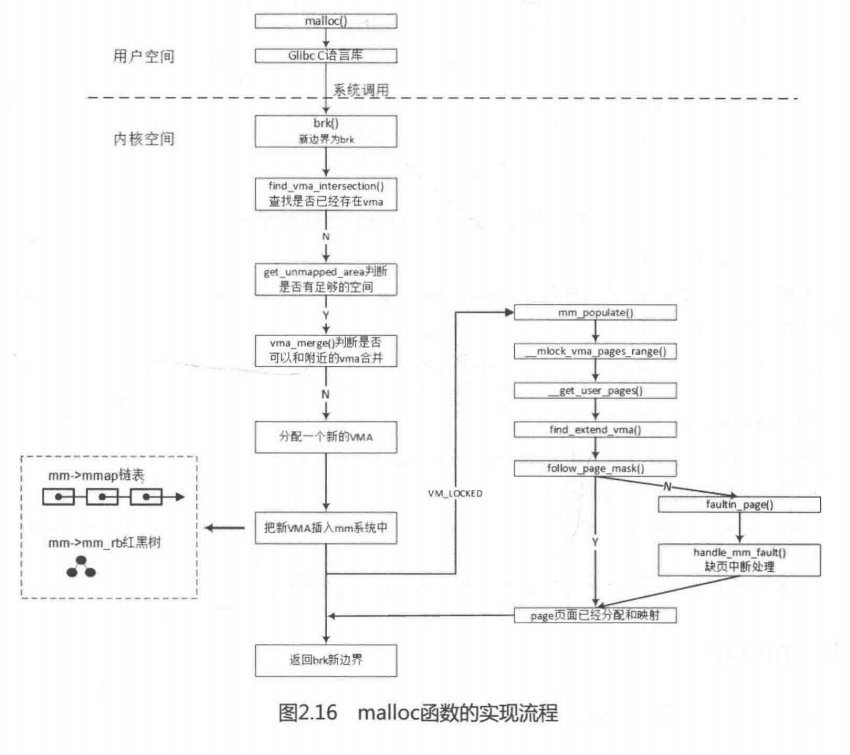 malloc()
用户空间
Glibc C语言库
系统调用
内核空间
brk()
新边界为brk
find_vma_intersection()
查找是否已经存在vma
N
get_unmapped_area判断
是否有足够的空间
Y
vma_merge()判断是否
可以和附近的vma合并
N
分配一个新的VMA
把新VMA插入mm系统中
mm->mmap链表
mm->mm_rb红黑树
VM_LOCKED
mm_populate()
__mlock_vma_pages_range()
__get_user_pages()
find_extend_vma()
follow_page_mask()
N
faultin_page()
Y
handle_mm_fault()
缺页中断处理
page页面已经分配和映射
返回brk新边界
图2.16 malloc函数的实现流程